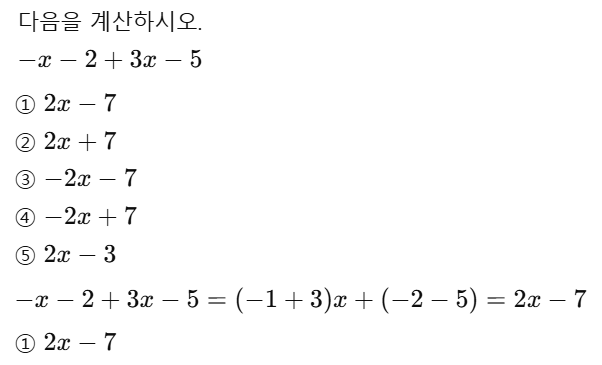 다음을 계산하시오.
−x − 2 + 3x − 5
① 2x − 7
② 2x + 7
③ −2x − 7
④ −2x + 7
⑤ 2x − 3
−x − 2 + 3x − 5 = (−1 + 3)x + (−2 − 5) = 2x − 7
① 2x − 7